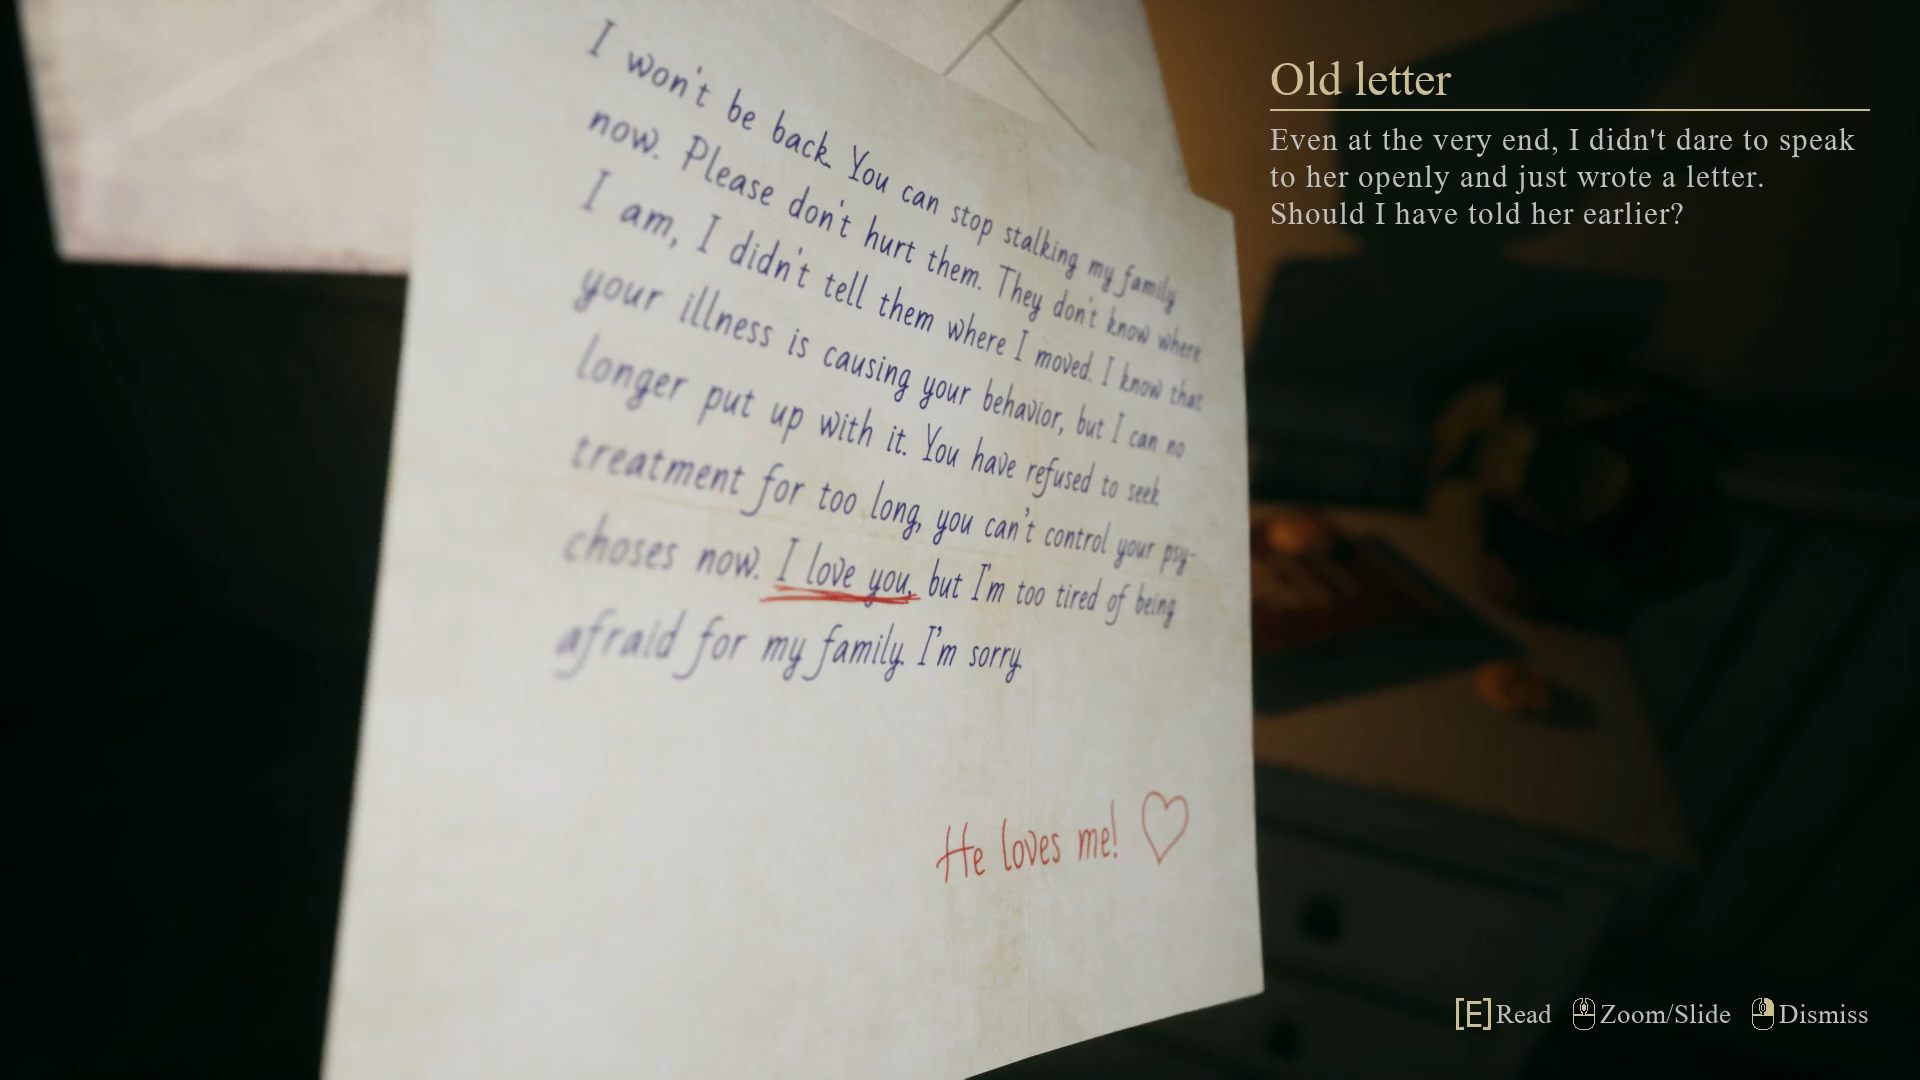 I won't be back. You can stop stalking my family
now. Please don't hurt them. They don't know where
I am, I didn't tell them where I moved. I know that
your illness is causing your behavior, but I can no
longer put up with it. You have refused to seek
treatment for too long, you can't control your psy-
choses now. I love you, but I'm too tired of being
afraid for my family. I'm sorry.
He loves me! ♡
Old letter
Even at the very end, I didn't dare to speak
to her openly and just wrote a letter.
Should I have told her earlier?
[E] Read Zoom/Slide Dismiss